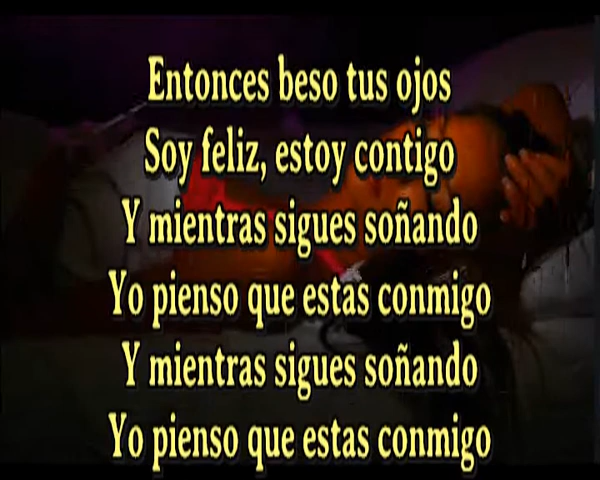 Entonces beso tus ojos
Soy feliz, estoy contigo
Y mientras sigues soñando
Yo pienso que estas conmigo
Y mientras sigues soñando
Yo pienso que estas conmigo